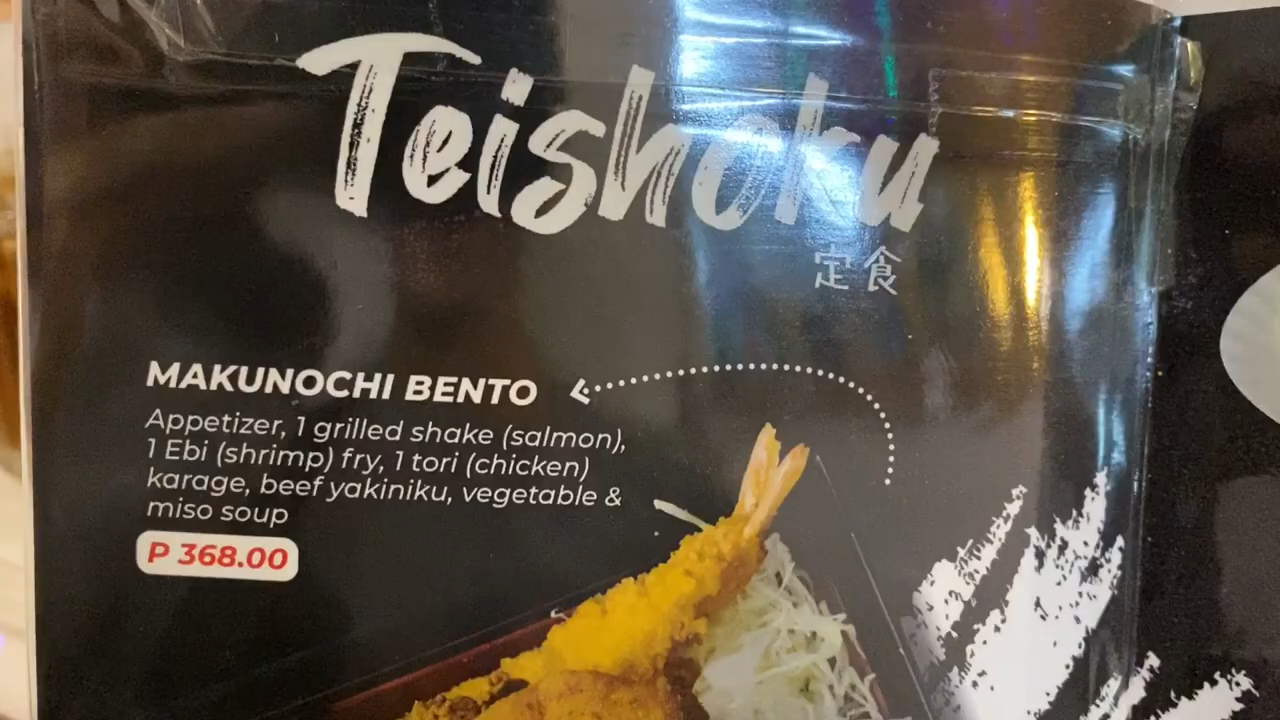 Teishoku
定食
MAKUNOCHI BENTO
Appetizer, 1 grilled shake (salmon),
1 Ebi (shrimp) fry, 1 tori (chicken)
karage, beef yakiniku, vegetable &
miso soup
P 368.00